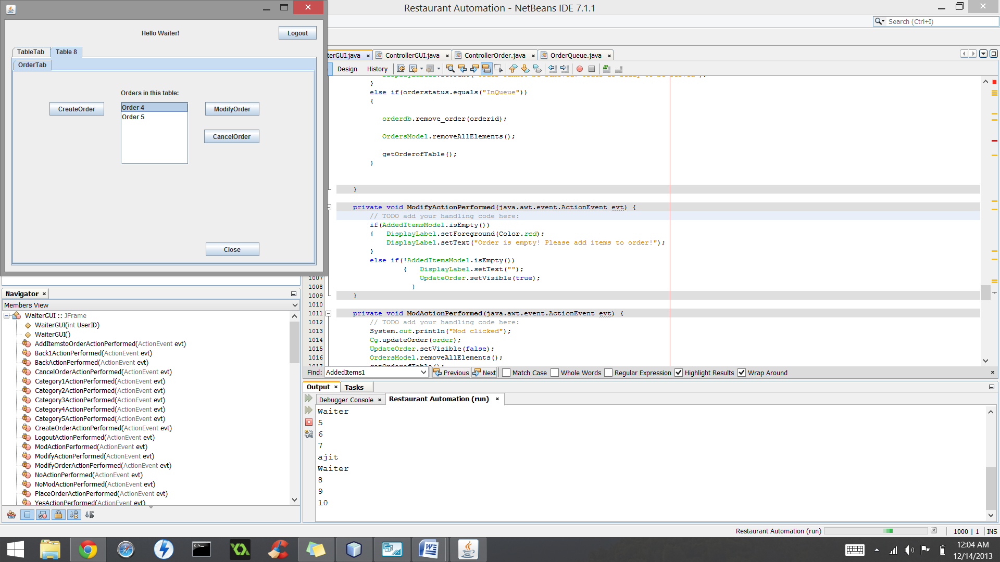 Restaurant Automation - NetBeans IDE 7.1.1
Search (Ctrl+I)
Hello Waiter!
Logout
TableTab
Table 8
OrderTab
Orders in this table:
CreateOrder
Order 4
Order 5
ModifyOrder
CancelOrder
Close
terGUI.java
ControllerGUI.java
ControllerOrder.java
OrderQueue.java
Design
History
}
else if(orderstatus.equals("InQueue"))
{
orderdb.remove_order(orderid);
OrdersModel.removeAllElements();
getOrderofTable();
}
}
private void ModifyActionPerformed(java.awt.event.ActionEvent evt) {
// TODO add your handling code here:
if(AddedItemsModel.isEmpty())
{ DisplayLabel.setForeground(Color.red);
DisplayLabel.setText("Order is empty! Please add items to order!");
}
else if(!AddedItemsModel.isEmpty())
{ DisplayLabel.setText("");
1007 UpdateOrder.setVisible(true);
1008 }
1009 }
1010
1011 private void ModActionPerformed(java.awt.event.ActionEvent evt) {
1012 // TODO add your handling code here:
1013 System.out.println("Mod clicked");
1014 Cg.updateOrder(order);
1015 UpdateOrder.setVisible(false);
1016 OrdersModel.removeAllElements();
1017 getOrderofTable();
Find: AddedItems1
Previous
Next
Match Case
Whole Words
Regular Expression
Highlight Results
Wrap Around
Navigator
Members View
WaiterGUI :: JFrame
WaiterGUI(int UserID)
WaiterGUI()
AddItemstoOrderActionPerformed(ActionEvent evt)
Back1ActionPerformed(ActionEvent evt)
BackActionPerformed(ActionEvent evt)
CancelOrderActionPerformed(ActionEvent evt)
Category1ActionPerformed(ActionEvent evt)
Category2ActionPerformed(ActionEvent evt)
Category3ActionPerformed(ActionEvent evt)
Category4ActionPerformed(ActionEvent evt)
Category5ActionPerformed(ActionEvent evt)
CreateOrderActionPerformed(ActionEvent evt)
LogoutActionPerformed(ActionEvent evt)
ModActionPerformed(ActionEvent evt)
ModifyActionPerformed(ActionEvent evt)
ModifyOrderActionPerformed(ActionEvent evt)
NoActionPerformed(ActionEvent evt)
NoModActionPerformed(ActionEvent evt)
PlaceOrderActionPerformed(ActionEvent evt)
YesActionPerformed(ActionEvent evt)
Output
Tasks
Debugger Console
Restaurant Automation (run)
Waiter
5
6
7
ajit
Waiter
8
9
10
Restaurant Automation (run)
1000 | 1
INS
12:04 AM
12/14/2013